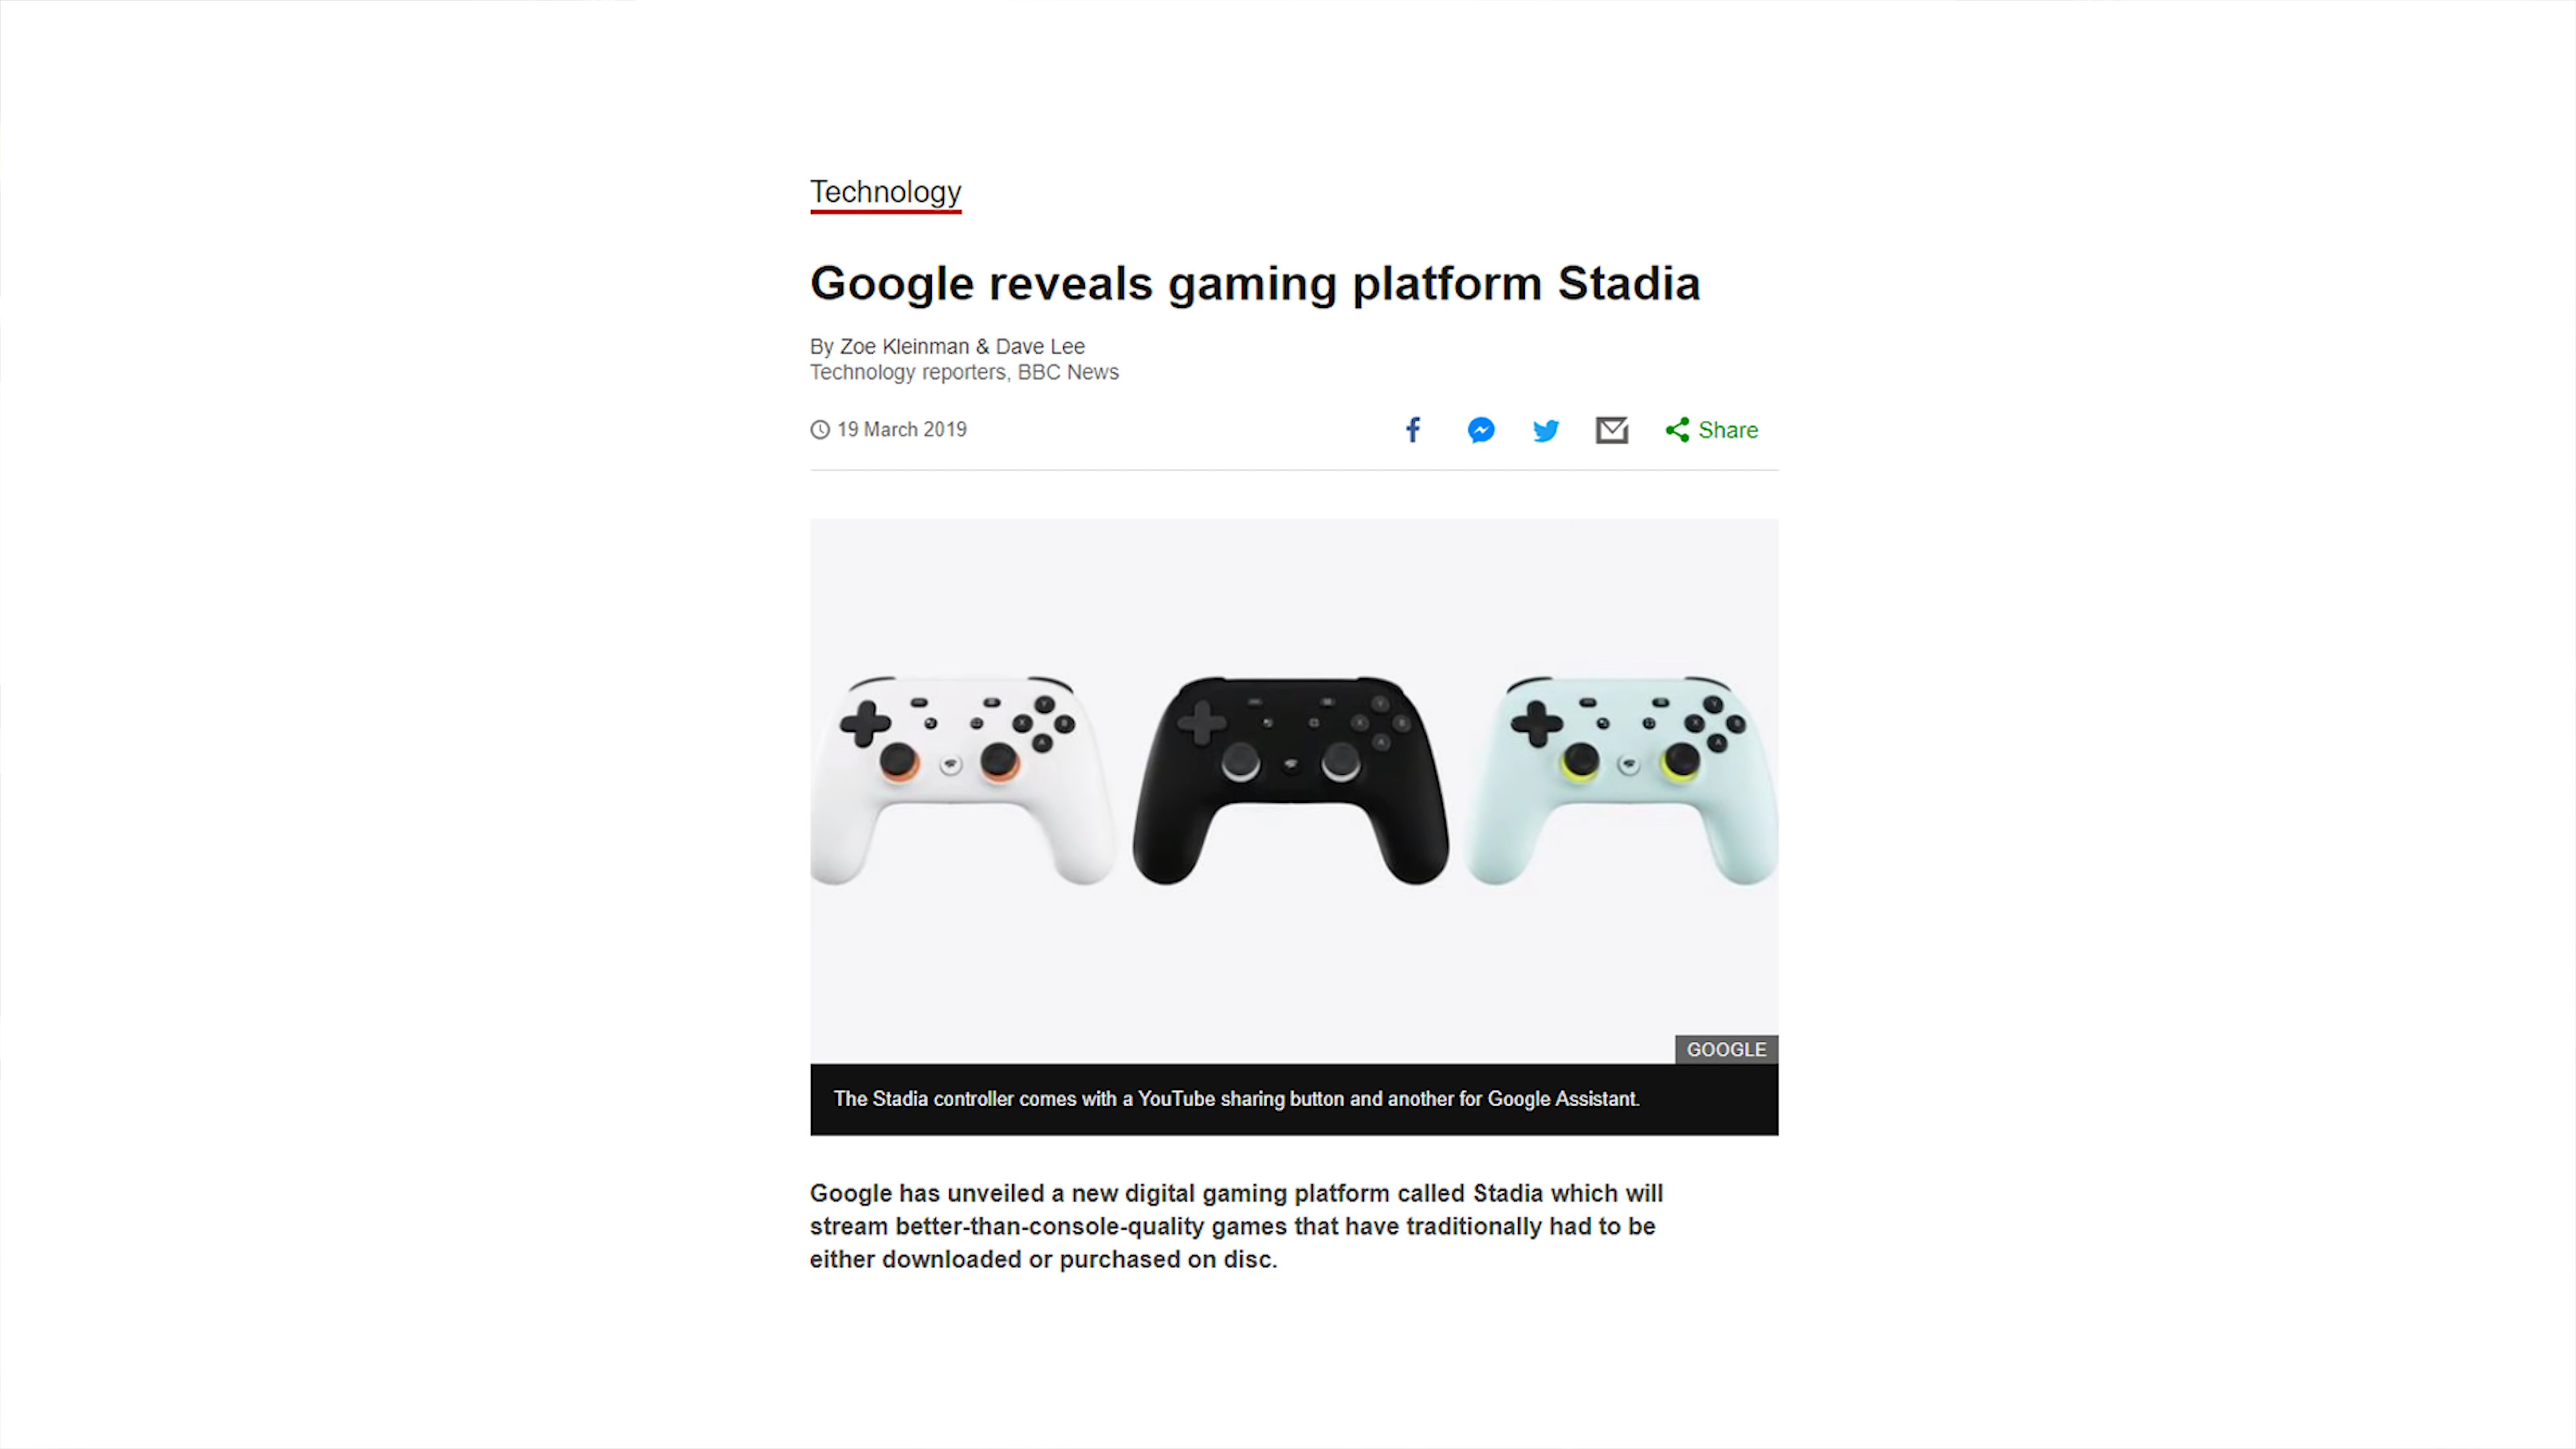 Technology
Google reveals gaming platform Stadia
By Zoe Kleinman & Dave Lee
Technology reporters, BBC News
19 March 2019
Share
GOOGLE
The Stadia controller comes with a YouTube sharing button and another for Google Assistant.
Google has unveiled a new digital gaming platform called Stadia which will
stream better-than-console-quality games that have traditionally had to be
either downloaded or purchased on disc.